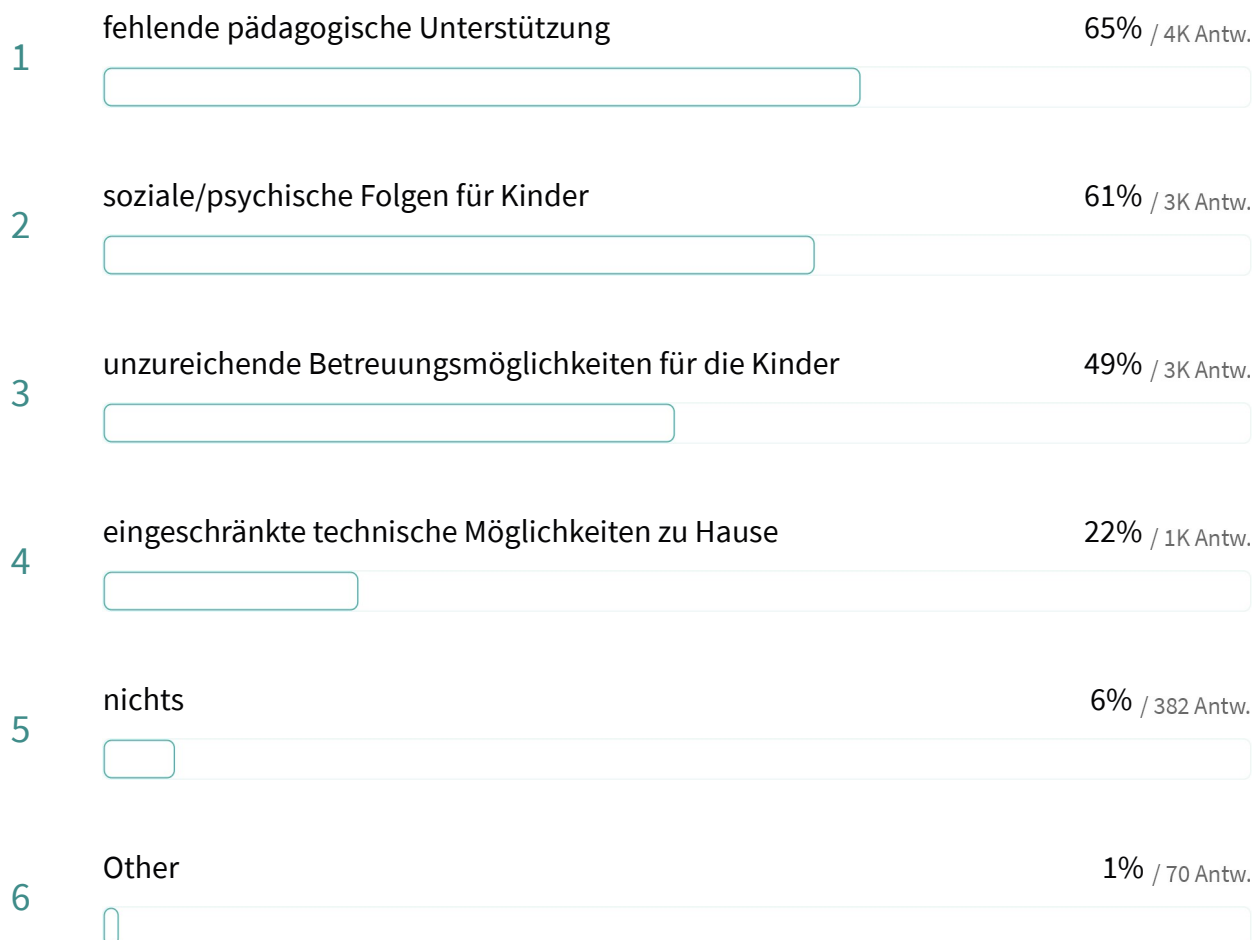 1
fehlende pädagogische Unterstützung 65% / 4K Antw.
2
soziale/psychische Folgen für Kinder 61% / 3K Antw.
3
unzureichende Betreuungsmöglichkeiten für die Kinder 49% / 3K Antw.
4
eingeschränkte technische Möglichkeiten zu Hause 22% / 1K Antw.
5
nichts 6% / 382 Antw.
6
Other 1% / 70 Antw.